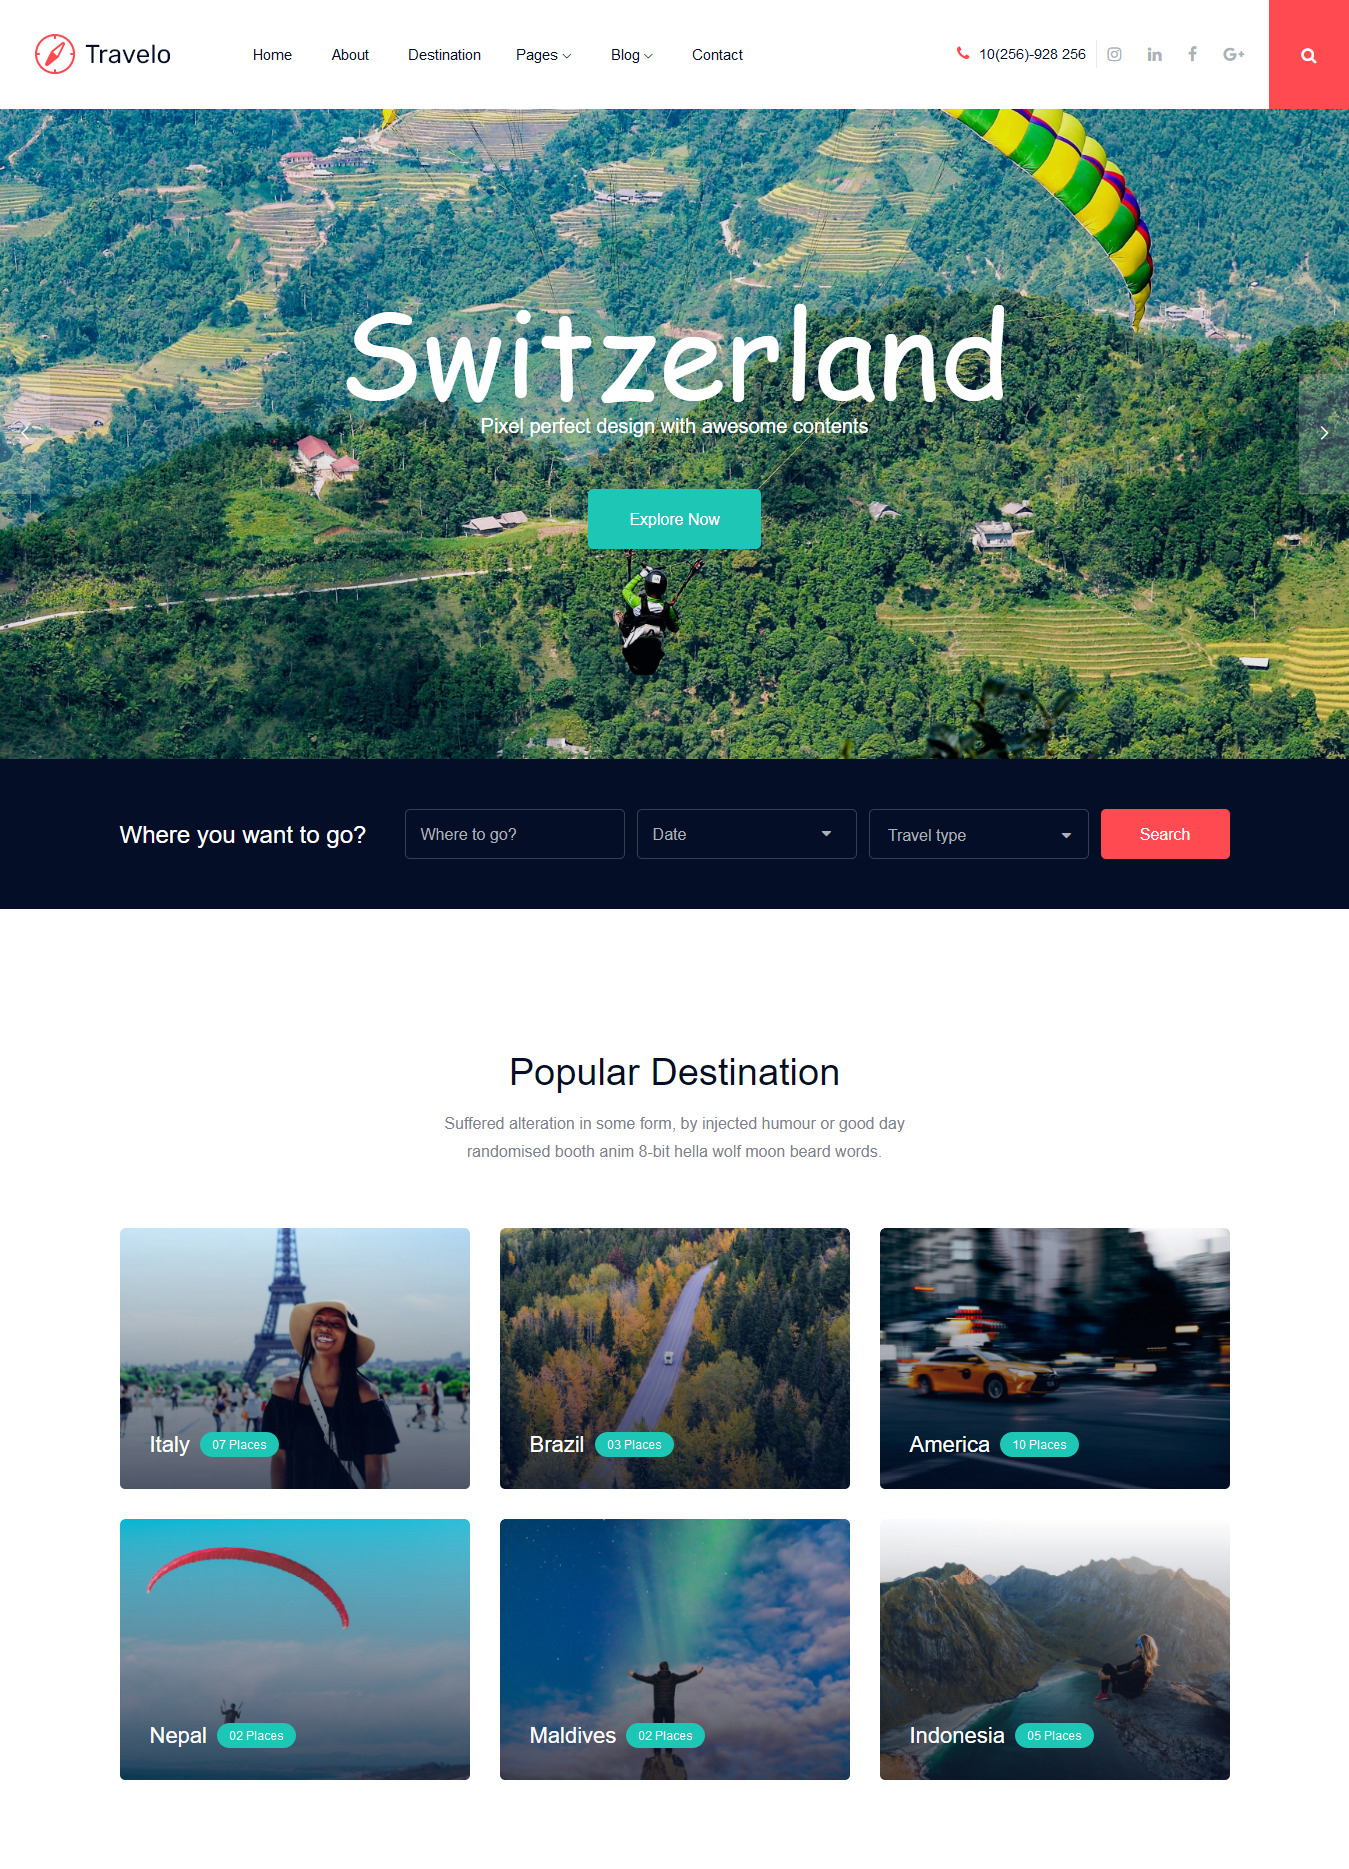 Travelo
Home About Destination Pages Blog Contact
10(256)-928 256
Switzerland
Pixel perfect design with awesome contents
Explore Now
Where you want to go?
Where to go?
Date
Travel type
Search
Popular Destination
Suffered alteration in some form, by injected humour or good day
randomised booth anim 8-bit hella wolf moon beard words.
Italy 07 Places
Brazil 03 Places
America 10 Places
Nepal 02 Places
Maldives 02 Places
Indonesia 05 Places